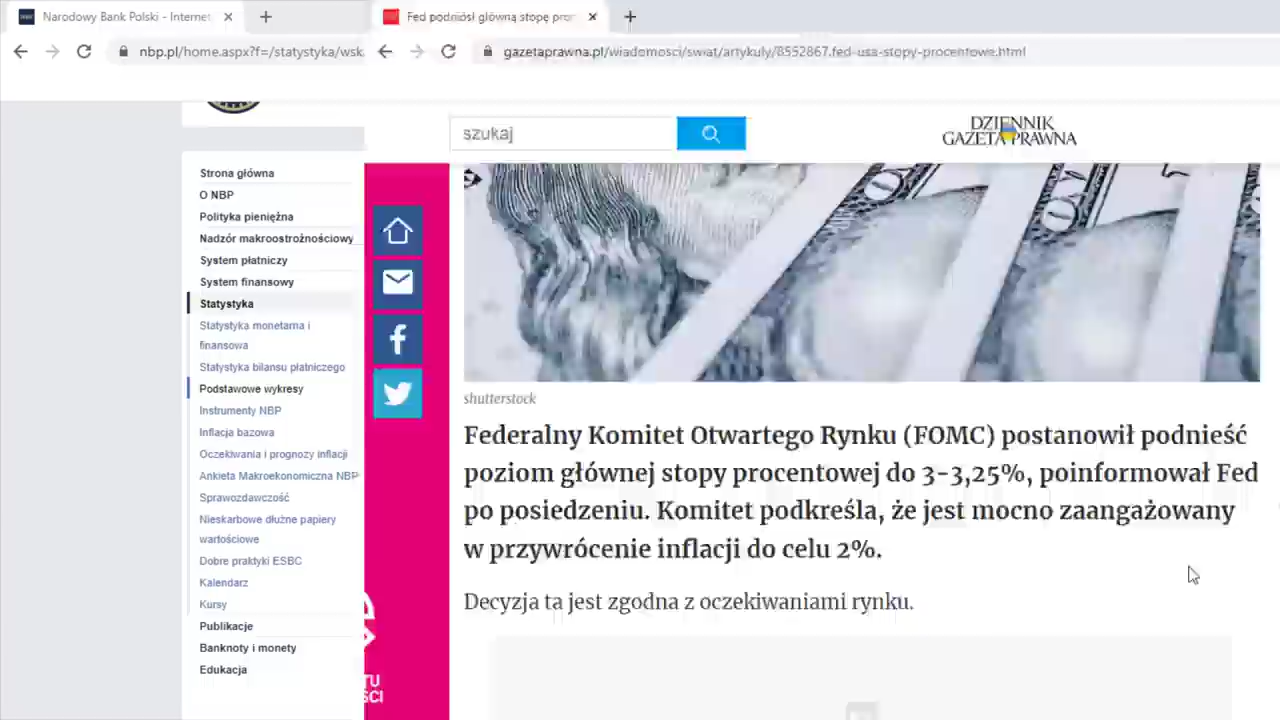 Narodowy Bank Polski - Internet
Fed podniósł główną stopę pro
nbp.pl/home.aspx?f=/statystyka/wsk
gazetaprawna.pl/wiadomosci/swiat/artykuly/8552867,fed-usa-stopy-procentowe.html
szukaj
DZIENNIK
GAZETA PRAWNA
Strona główna
O NBP
Polityka pieniężna
Nadzór makroostrożnościowy
System płatniczy
System finansowy
Statystyka
Statystyka monetarna i
finansowa
Statystyka bilansu płatniczego
Podstawowe wykresy
Instrumenty NBP
Inflacja bazowa
Oczekiwania i prognozy inflacji
Ankieta Makroekonomiczna NBP
Sprawozdawczość
Nieskarbowe dłużne papiery
wartościowe
Dobre praktyki ESBC
Kalendarz
Kursy
Publikacje
Banknoty i monety
Edukacja
TU
ŚCI
shutterstock
Federalny Komitet Otwartego Rynku (FOMC) postanowił podnieść
poziom głównej stopy procentowej do 3-3,25%, poinformował Fed
po posiedzeniu. Komitet podkreśla, że jest mocno zaangażowany
w przywrócenie inflacji do celu 2%.
Decyzja ta jest zgodna z oczekiwaniami rynku.